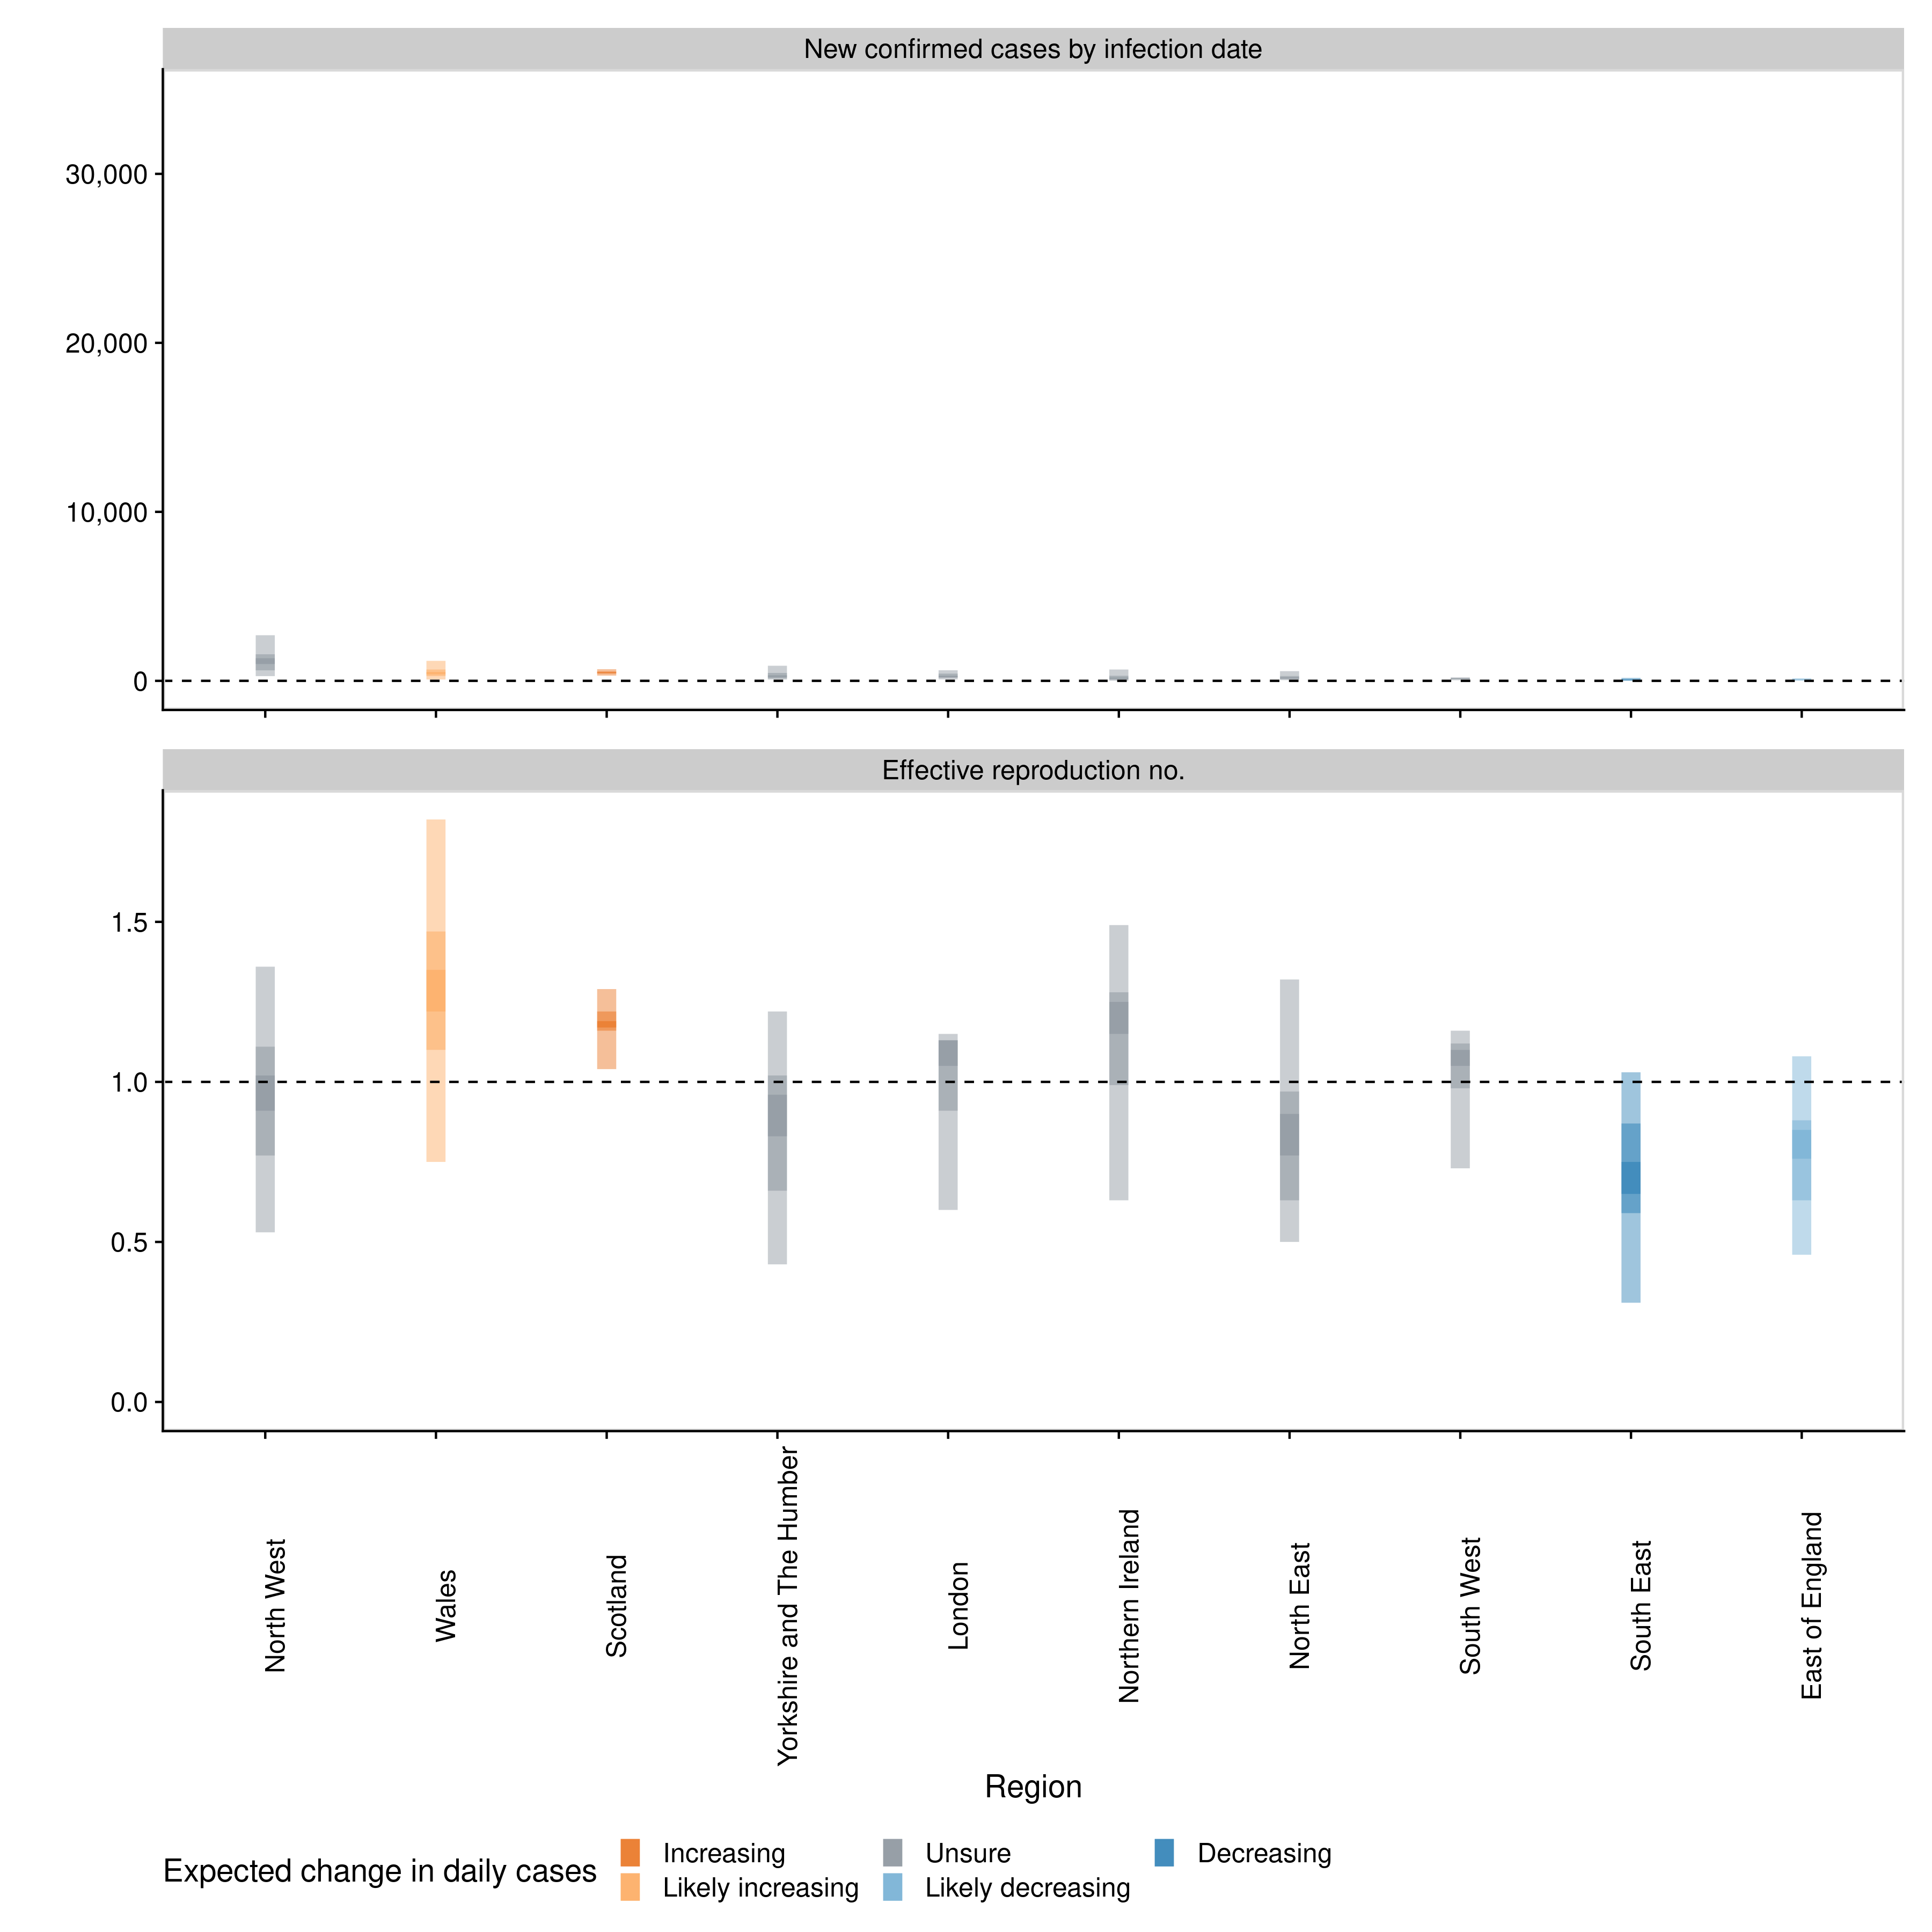 New confirmed cases by infection date
30,000
20,000
10,000
0
Effective reproduction no.
1.5
1.0
0.5
0.0
North West
Wales
Scotland
Yorkshire and The Humber
London
Northern Ireland
North East
South West
South East
East of England
Region
Expected change in daily cases
Increasing
Likely increasing
Unsure
Likely decreasing
Decreasing